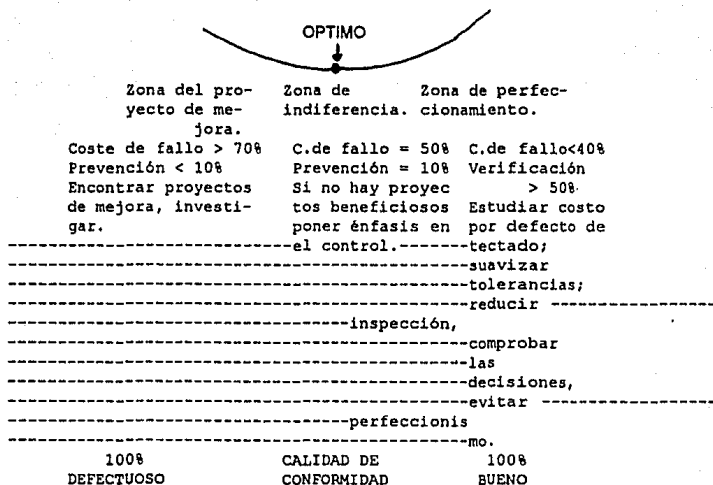 OPTIMO
Zona del pro- Zona de Zona de perfec-
yecto de me- indiferencia. cionamiento.
jora.
Coste de fallo > 70% C.de fallo = 50% C.de fallo<40%
Prevención < 10% Prevención = 10% Verificación
Encontrar proyectos Si no hay proyec > 50%
de mejora, investi- tos beneficiosos Estudiar costo
gar. poner énfasis en por defecto de
----------------------------el control.-------tectado;
----------------------------------------------suavizar
----------------------------------------------tolerancias;
----------------------------------------------reducir ----------------
----------------------------------inspección,
----------------------------------------------comprobar
----------------------------------------------las
----------------------------------------------decisiones,
----------------------------------------------evitar -----------------
----------------------------------perfeccionis
----------------------------------------------mo.
100% CALIDAD DE 100%
DEFECTUOSO CONFORMIDAD BUENO